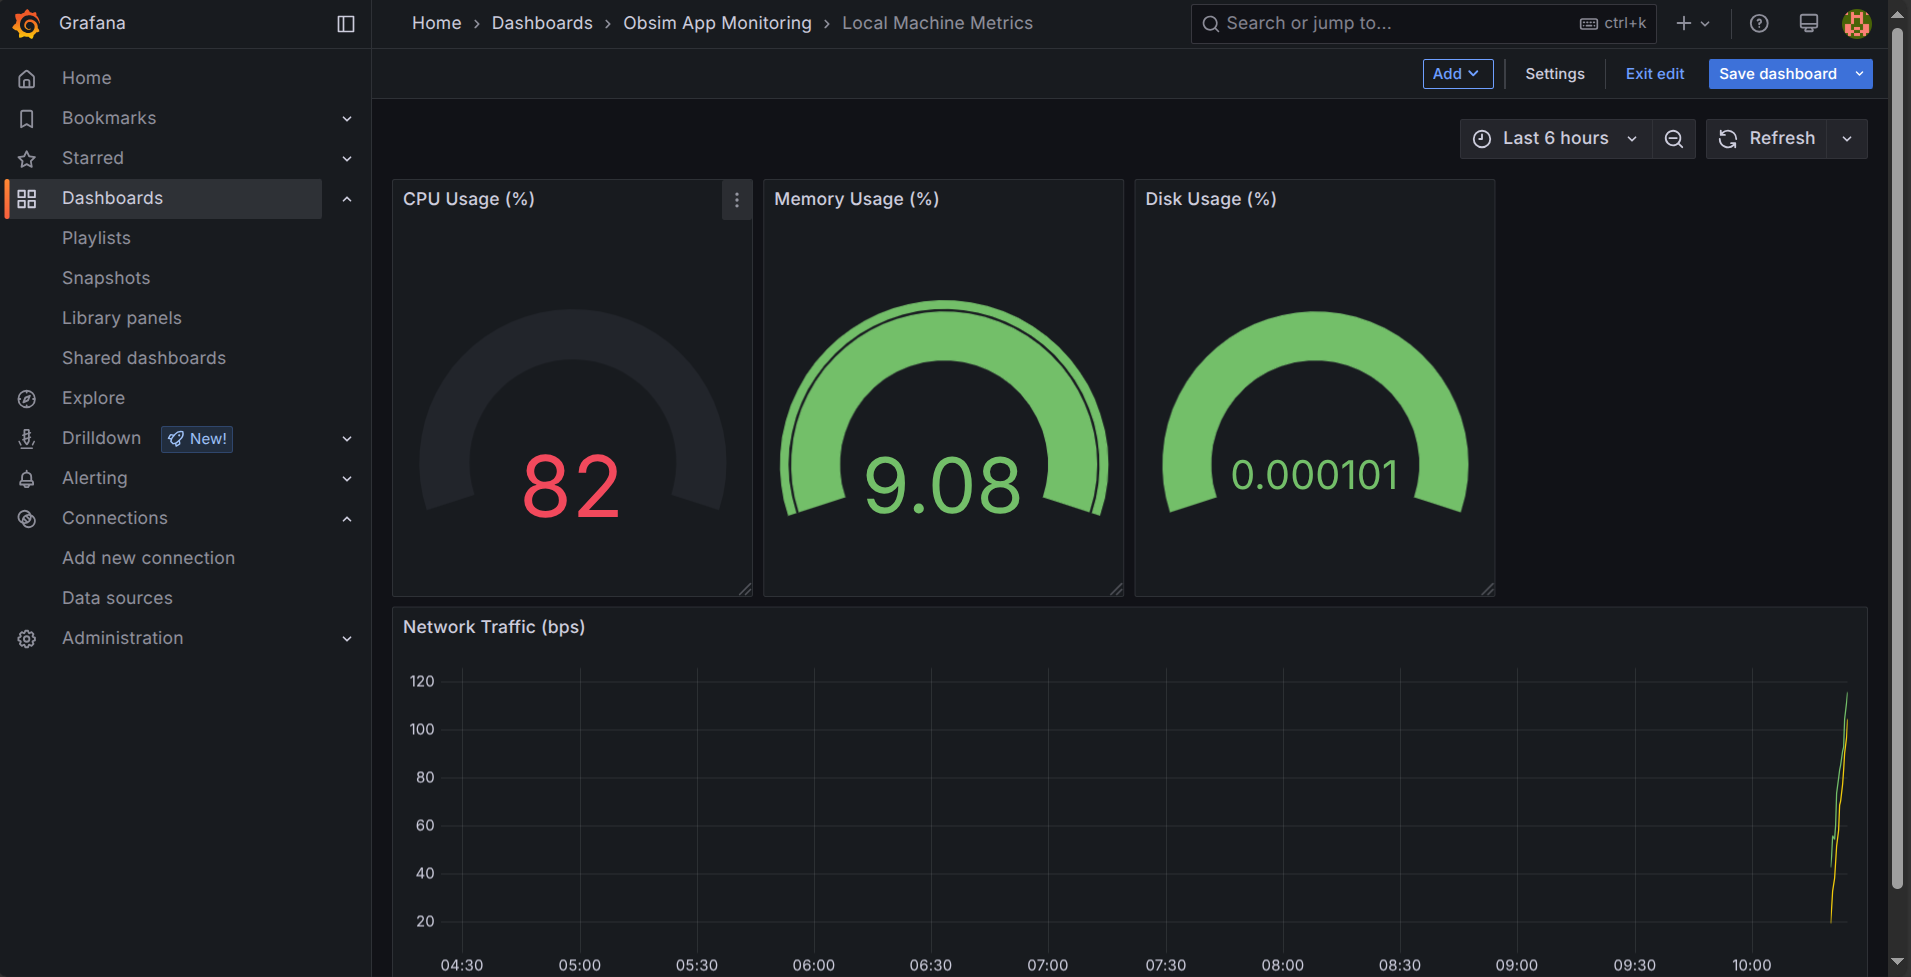 Grafana
Home › Dashboards › Obsim App Monitoring › Local Machine Metrics
Search or jump to...
ctrl+k
Add
Settings
Exit edit
Save dashboard
Home
Bookmarks
Starred
Dashboards
Playlists
Snapshots
Library panels
Shared dashboards
Explore
Drilldown
New!
Alerting
Connections
Add new connection
Data sources
Administration
Last 6 hours
Refresh
CPU Usage (%)
82
Memory Usage (%)
9.08
Disk Usage (%)
0.000101
Network Traffic (bps)
120
100
80
60
40
20
04:30 05:00 05:30 06:00 06:30 07:00 07:30 08:00 08:30 09:00 09:30 10:00